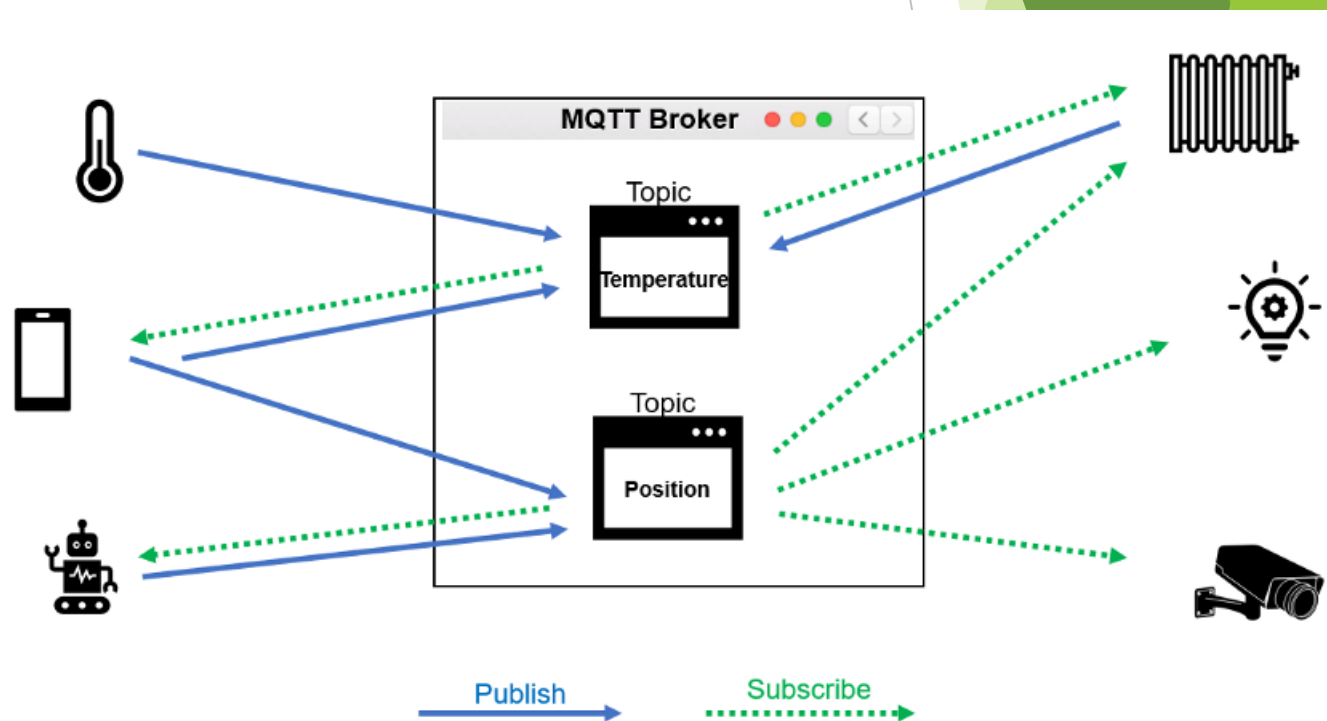 MQTT Broker
Topic
Temperature
Topic
Position
Publish
Subscribe